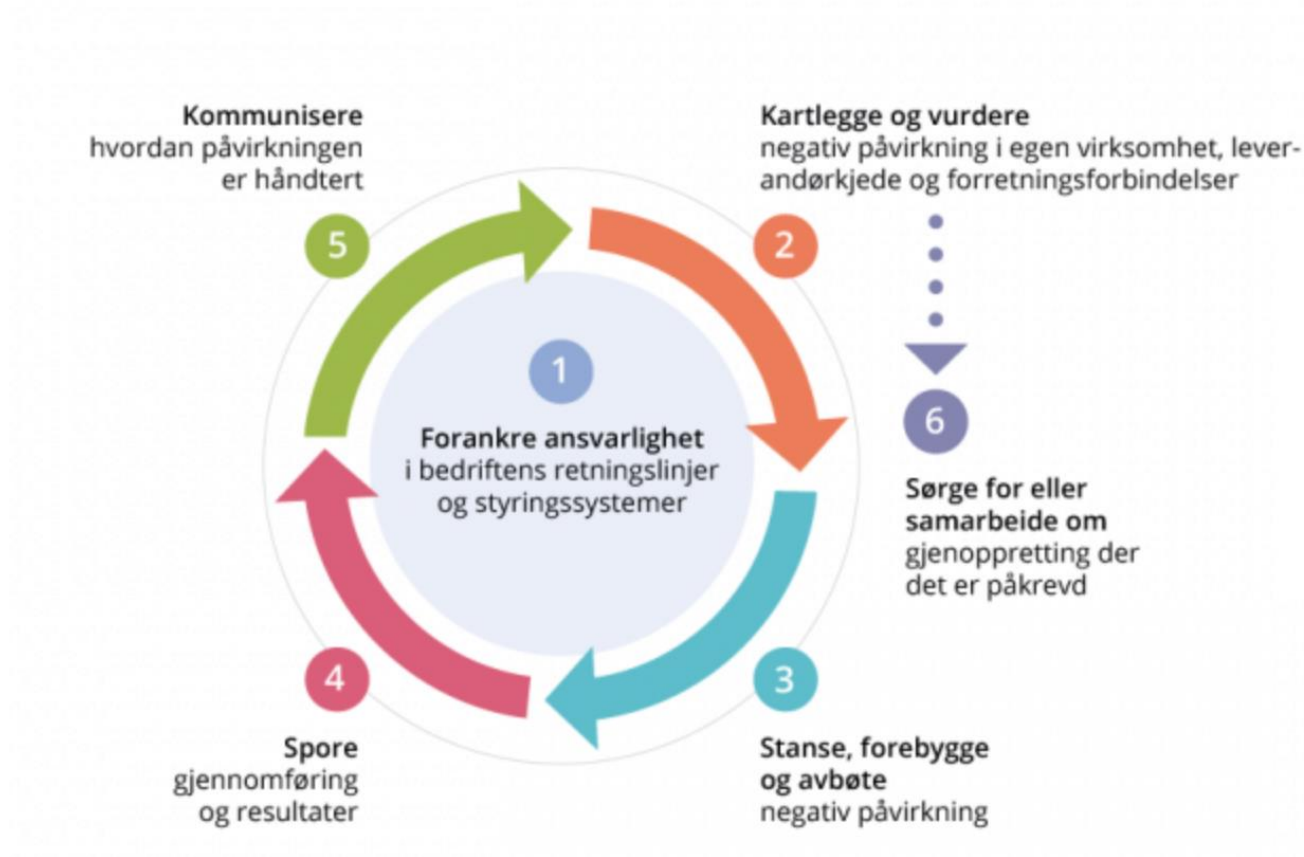 Kommunisere
hvordan påvirkningen
er håndtert
5
Kartlegge og vurdere
negativ påvirkning i egen virksomhet, lever-
andørkjede og forretningsforbindelser
2
1
Forankre ansvarlighet
i bedriftens retningslinjer
og styringssystemer
6
Sørge for eller
samarbeide om
gjenoppretting der
det er påkrevd
4
Spore
gjennomføring
og resultater
3
Stanse, forebygge
og avbøte
negativ påvirkning